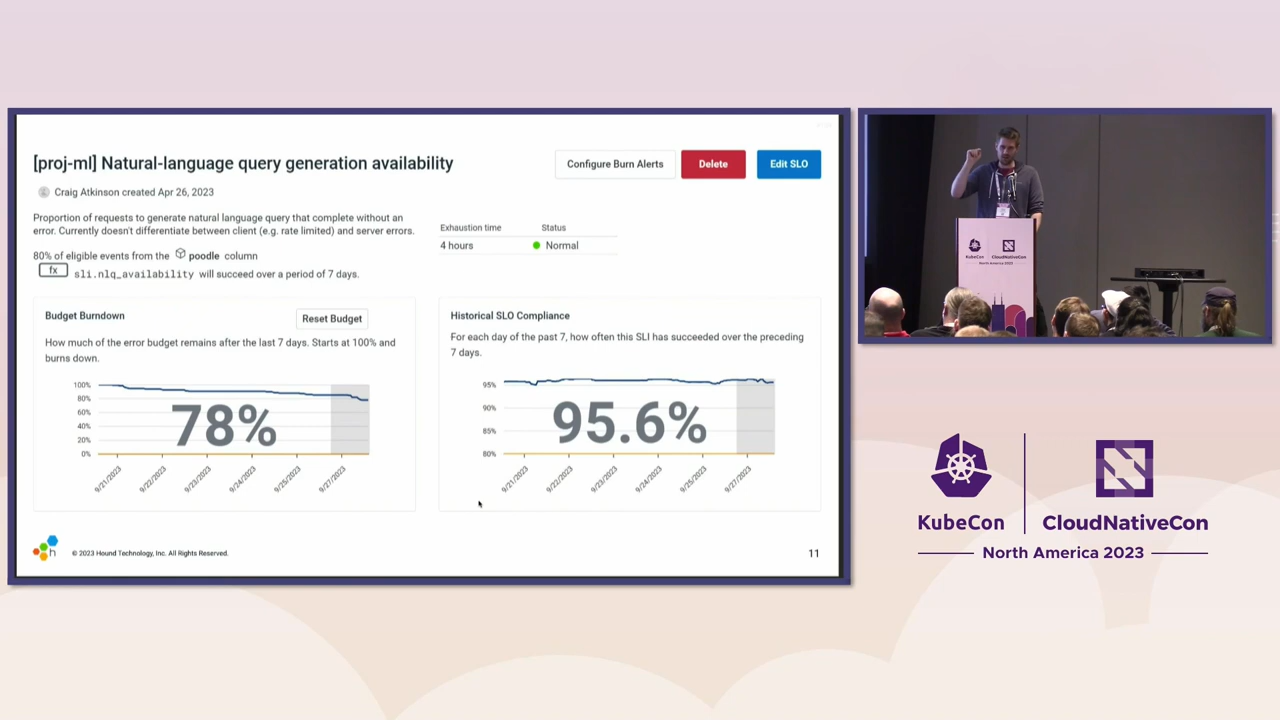 [proj-ml] Natural-language query generation availability
Configure Burn Alerts
Delete
Edit SLO
Craig Atkinson created Apr 26, 2023
Proportion of requests to generate natural language query that complete without an
error. Currently doesn't differentiate between client (e.g. rate limited) and server errors.
80% of eligible events from the poodle column
fx sli.nlq_availability will succeed over a period of 7 days.
Exhaustion time Status
4 hours Normal
Budget Burndown
Reset Budget
How much of the error budget remains after the last 7 days. Starts at 100% and
burns down.
100%
80%
60%
40%
20%
0%
78%
9/21/2023
9/22/2023
9/23/2023
9/24/2023
9/25/2023
9/27/2023
Historical SLO Compliance
For each day of the past 7, how often this SLI has succeeded over the preceding
7 days.
95%
90%
85%
80%
95.6%
9/21/2023
9/22/2023
9/23/2023
9/24/2023
9/25/2023
9/27/2023
h
© 2023 Hound Technology, Inc. All Rights Reserved.
11
KubeCon CloudNativeCon
North America 2023
KubeCon
CloudNativeCon
North America 2023